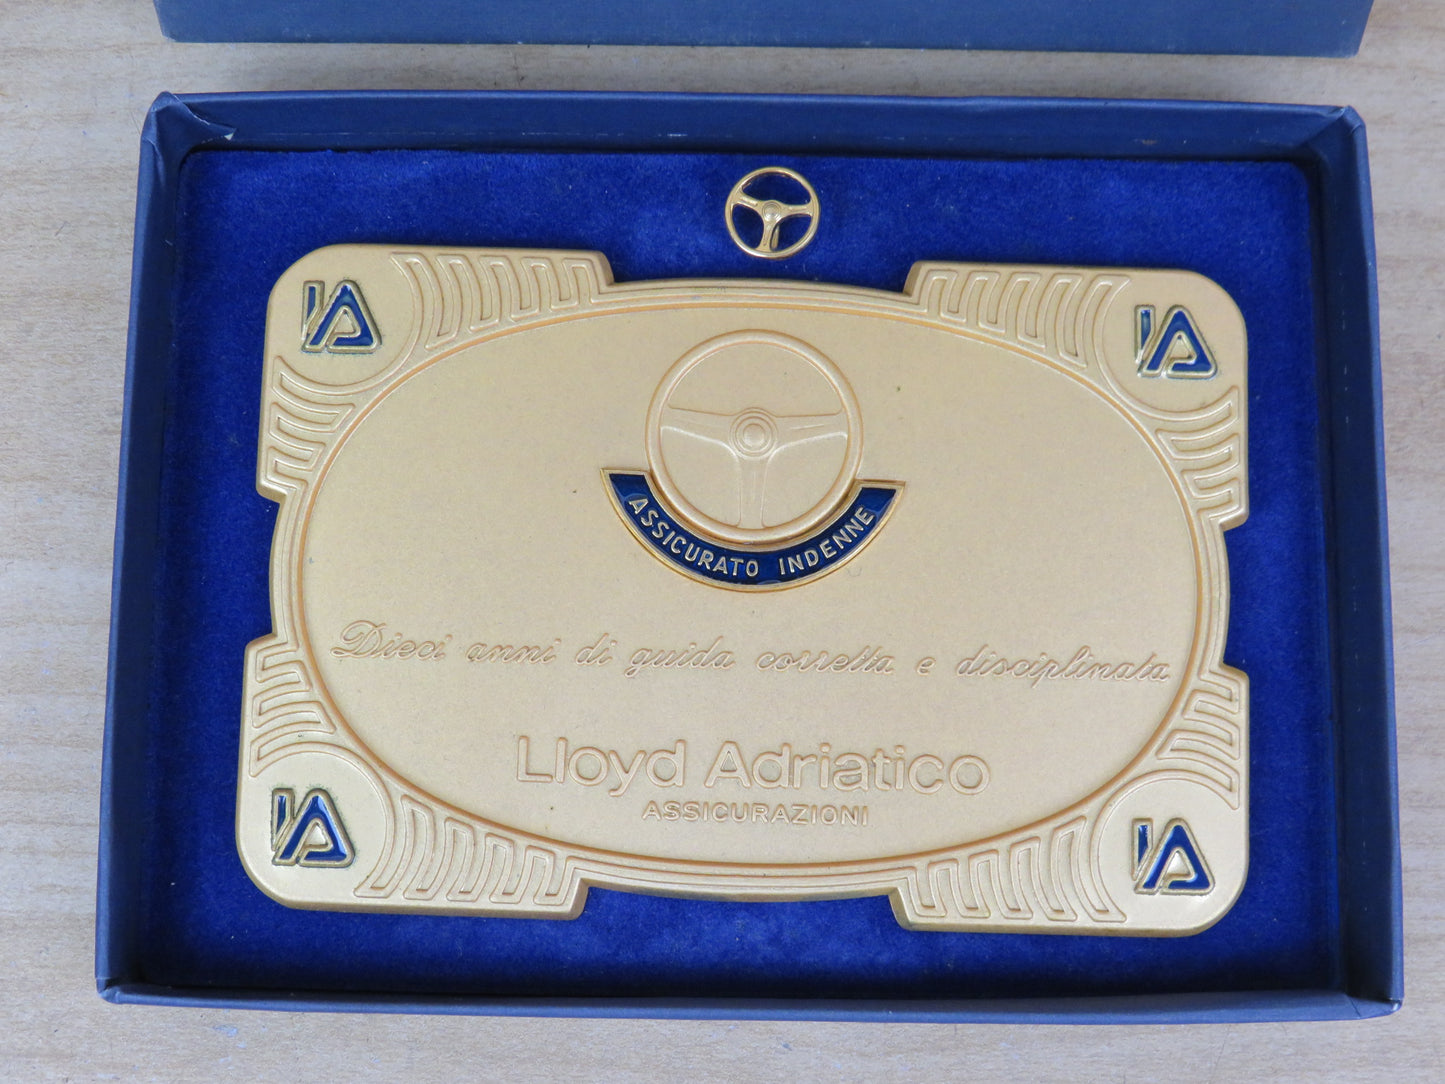 ASSICURATO INDENNE
Dieci anni di guida corretta e disciplinata
Lloyd Adriatico
ASSICURAZIONI